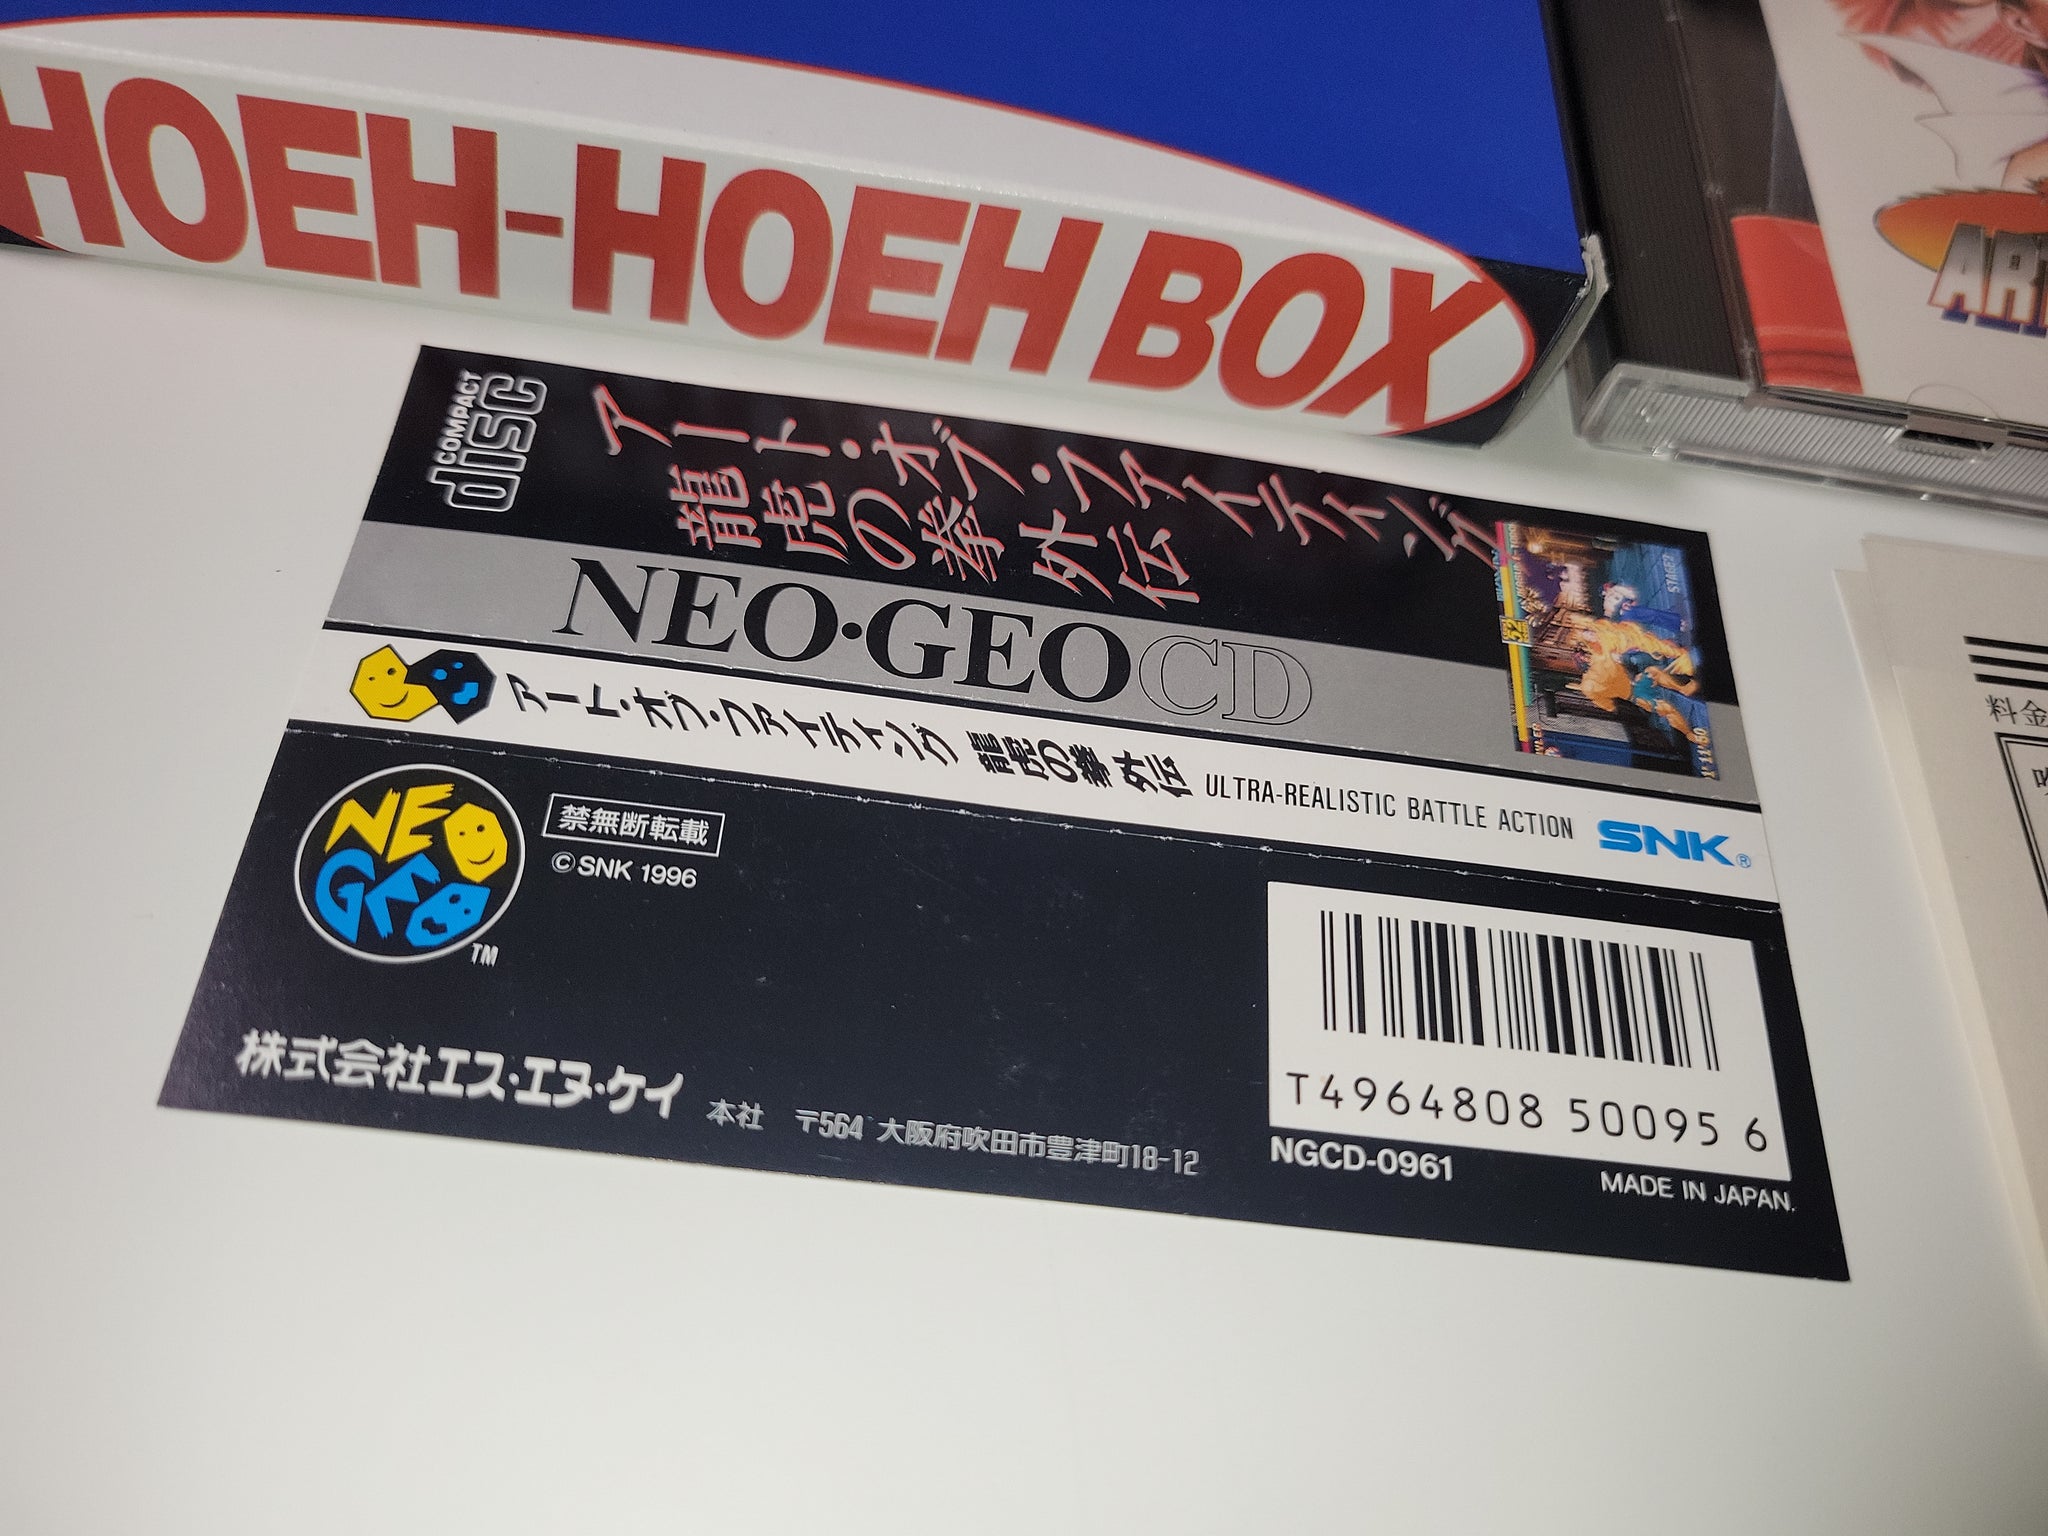 HOEH-HOEH BOX
ART
COMPACT
disc
アート・オブ・ファイティング
龍虎の拳 外伝
NEO·GEO CD
STAGE2
アート・オブ・ファイティング 龍虎の拳 外伝 ULTRA-REALISTIC BATTLE ACTION SNK®
NEO
GEO
TM
禁無断転載
©SNK 1996
株式会社エス・エヌ・ケイ 本社 〒564 大阪府吹田市豊津町18-12
T4964808 50095 6
NGCD-0961
MADE IN JAPAN.
料金